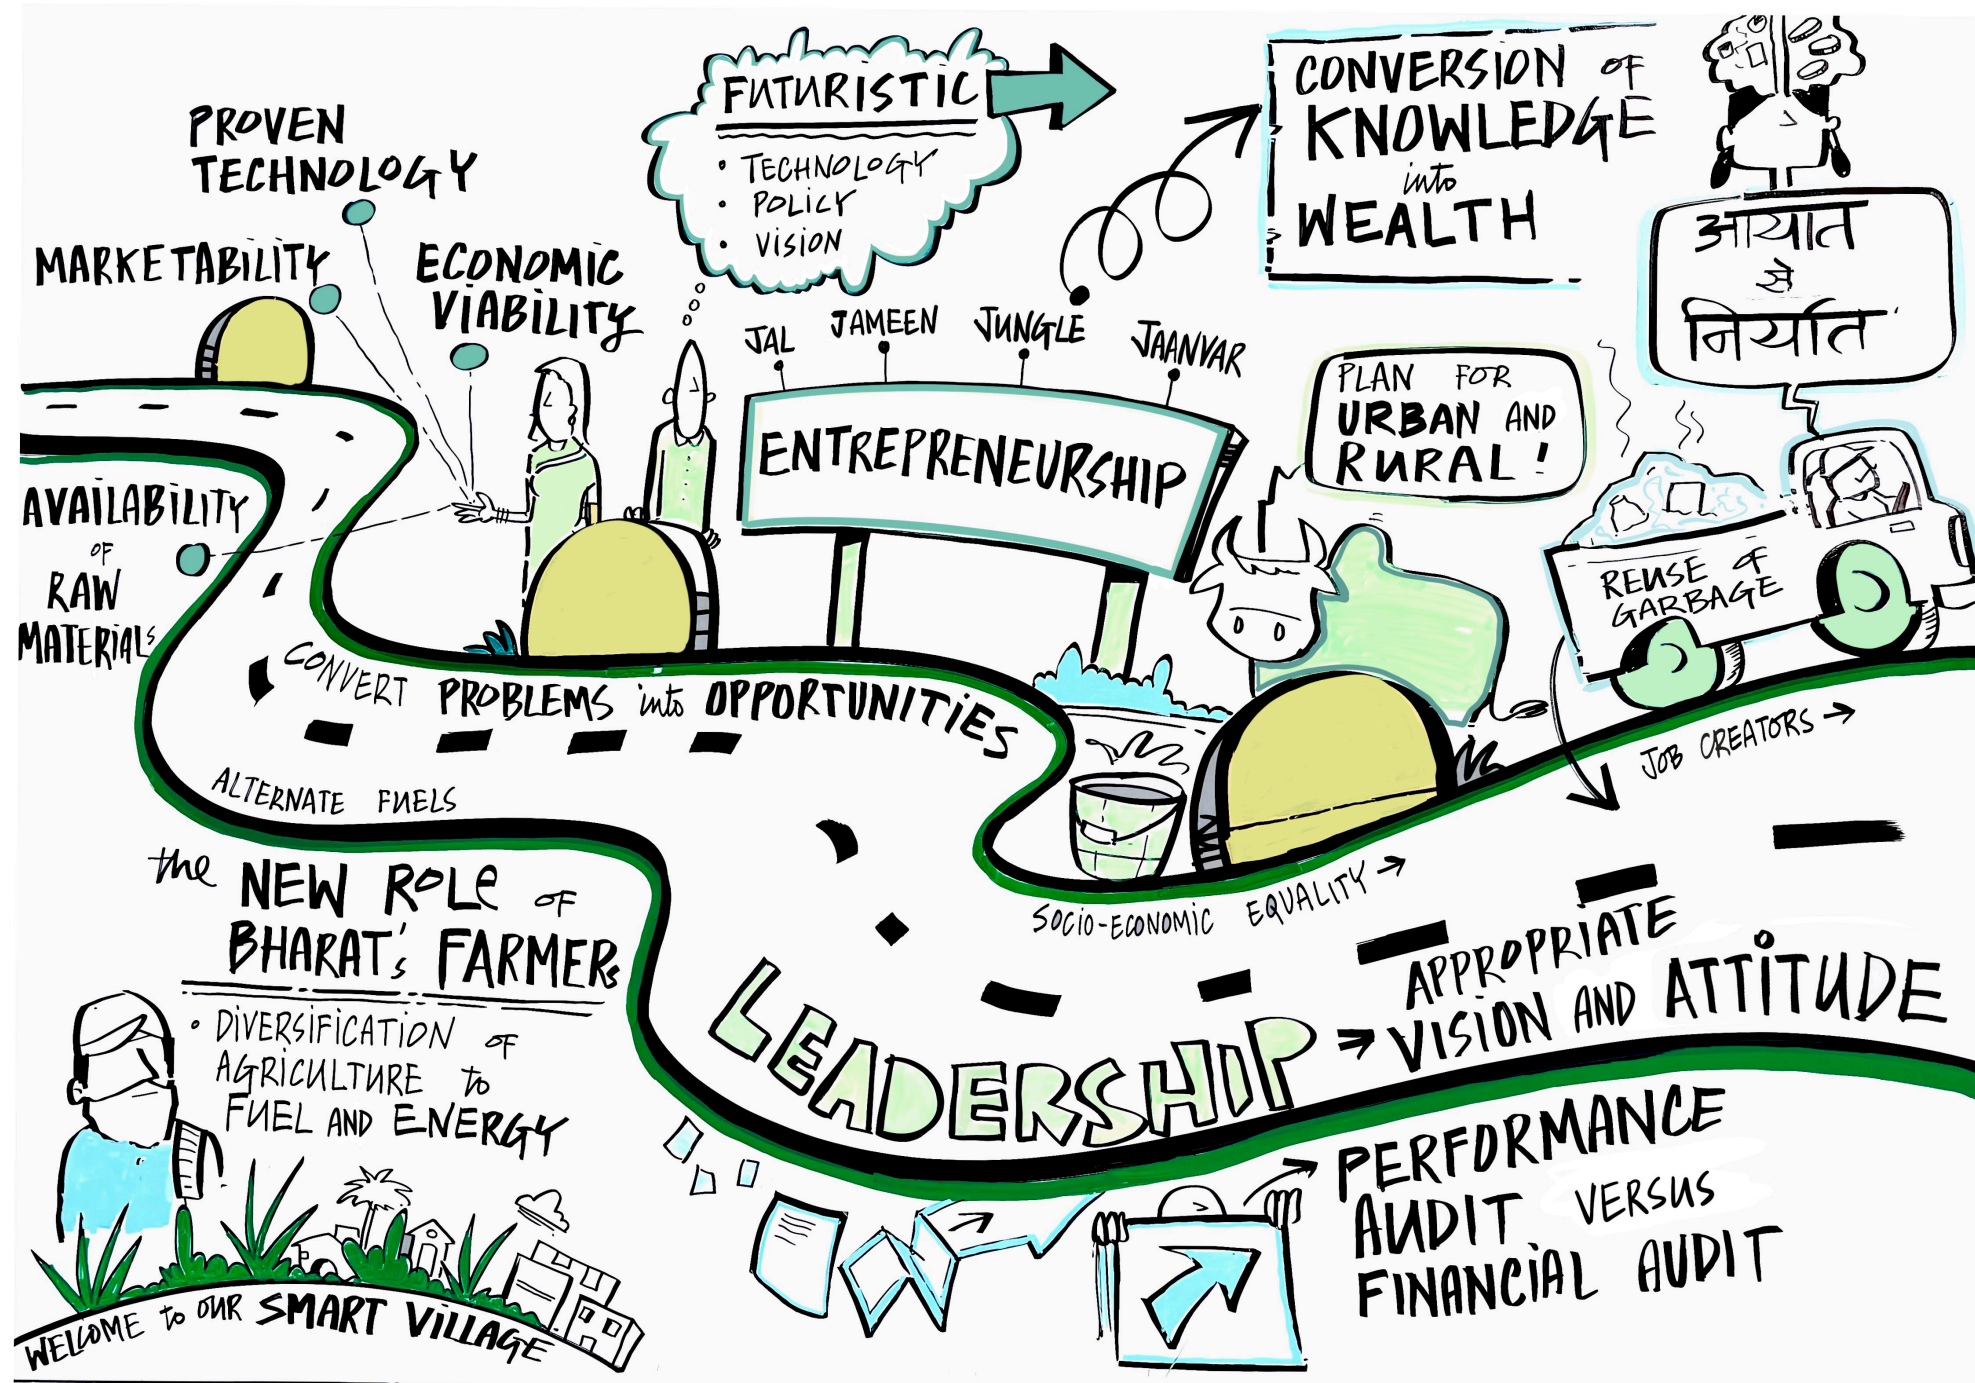 PROVEN
TECHNOLOGY
MARKETABILITY
ECONOMIC
VIABILITY
AVAILABILITY
OF
RAW
MATERIALS
FUTURISTIC
• TECHNOLOGY
• POLICY
• VISION
CONVERSION OF
KNOWLEDGE
into
WEALTH
आयात
से
निर्यात
JAL
JAMEEN
JUNGLE
JAANVAR
ENTREPRENEURSHIP
PLAN FOR
URBAN AND
RURAL!
REUSE OF
GARBAGE
CONVERT PROBLEMS into OPPORTUNITIES
ALTERNATE FUELS
JOB CREATORS →
SOCIO-ECONOMIC EQUALITY →
the NEW ROLE OF
BHARAT's FARMERs
• DIVERSIFICATION OF
AGRICULTURE to
FUEL AND ENERGY
LEADERSHIP →
APPROPRIATE
VISION AND ATTITUDE
PERFORMANCE
AUDIT VERSUS
FINANCIAL AUDIT
WELCOME to OUR SMART VILLAGE